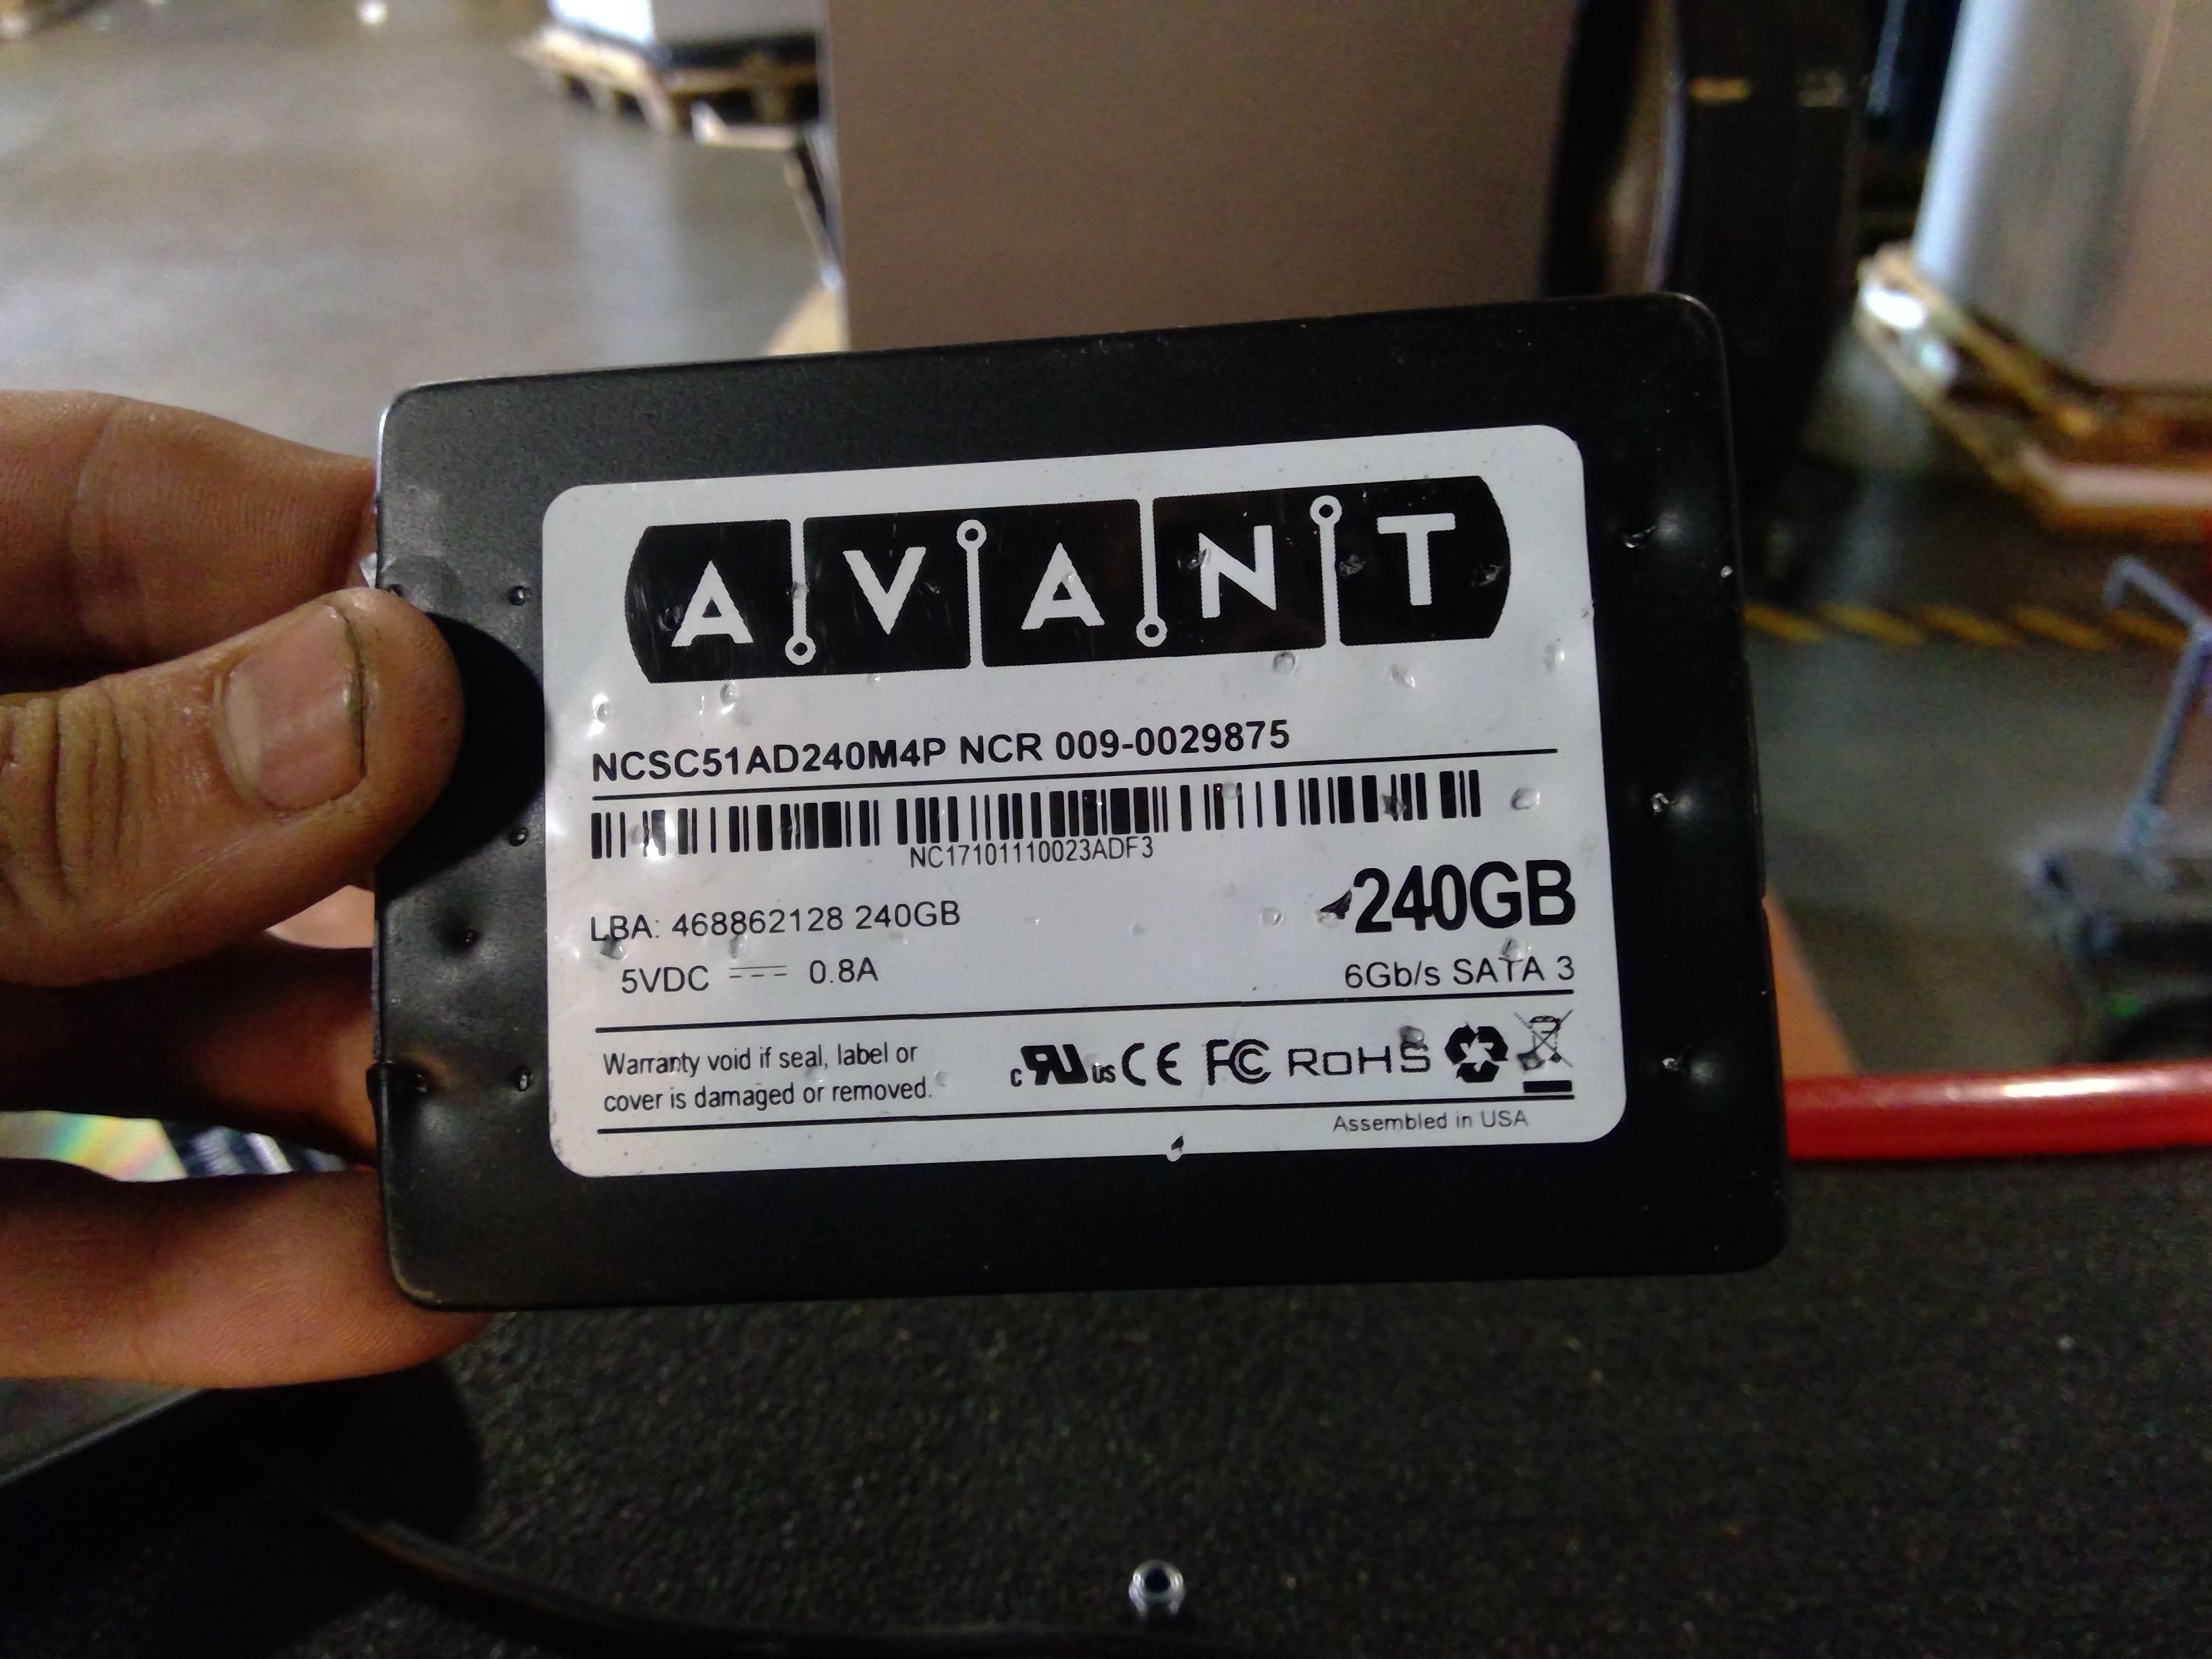 AVANT
NCSC51AD240M4P NCR 009-0029875
NC17101110023ADF3
LBA: 468862128 240GB
240GB
5VDC 0.8A
6Gb/s SATA 3
Warranty void if seal, label or
cover is damaged or removed.
c RU us CE FC RoHS
Assembled in USA